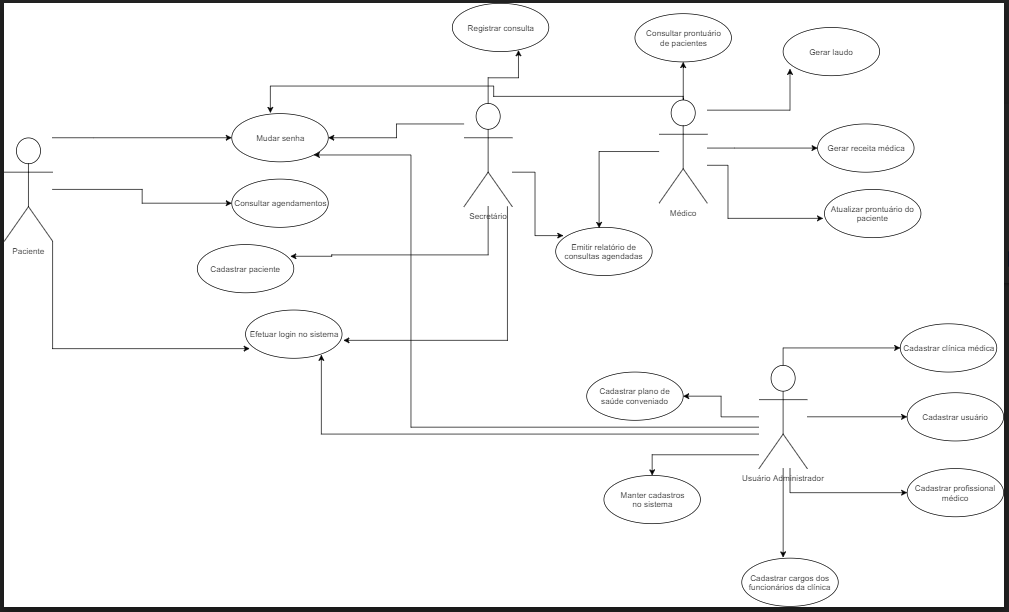 Registrar consulta
Consultar prontuário
de pacientes
Gerar laudo
Mudar senha
Gerar receita médica
Consultar agendamentos
Secretário
Médico
Atualizar prontuário do
paciente
Paciente
Emitir relatório de
consultas agendadas
Cadastrar paciente
Efetuar login no sistema
Cadastrar clínica médica
Cadastrar plano de
saúde conveniado
Cadastrar usuário
Usuário Administrador
Manter cadastros
no sistema
Cadastrar profissional
médico
Cadastrar cargos dos
funcionários da clínica